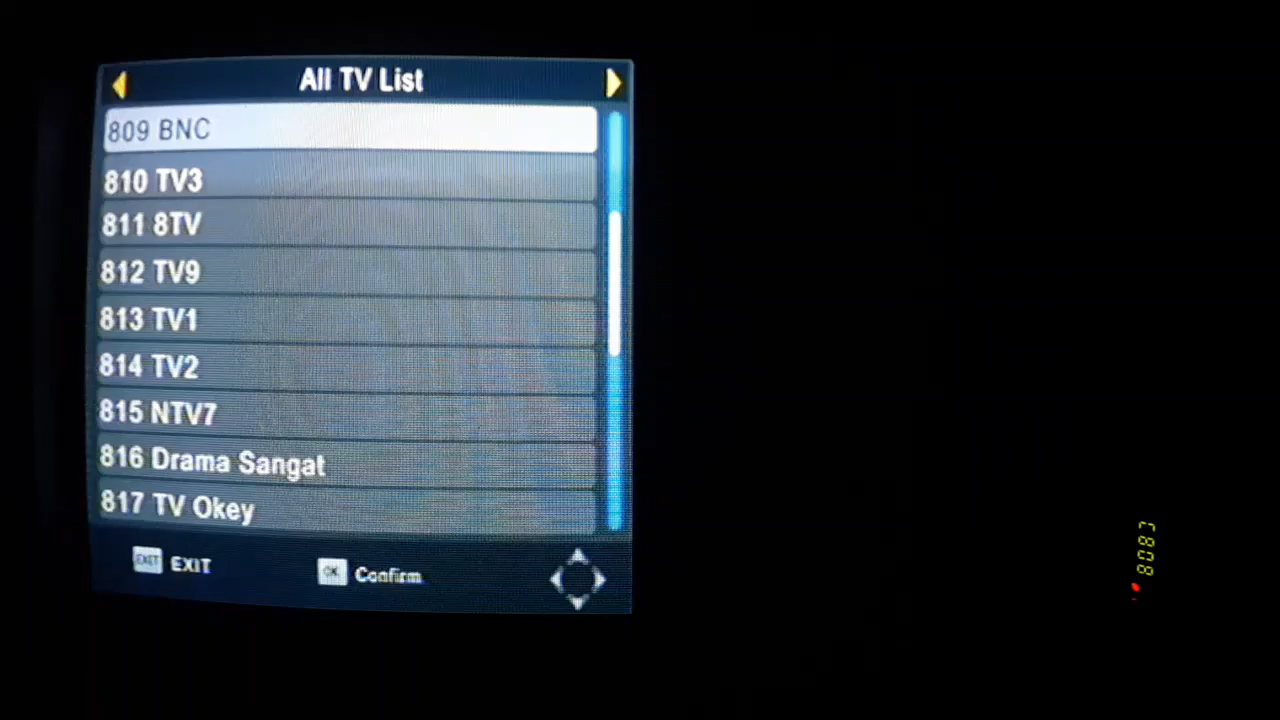 All TV List
809 BNC
810 TV3
811 8TV
812 TV9
813 TV1
814 TV2
815 NTV7
816 Drama Sangat
817 TV Okey
EXIT EXIT
OK Confirm